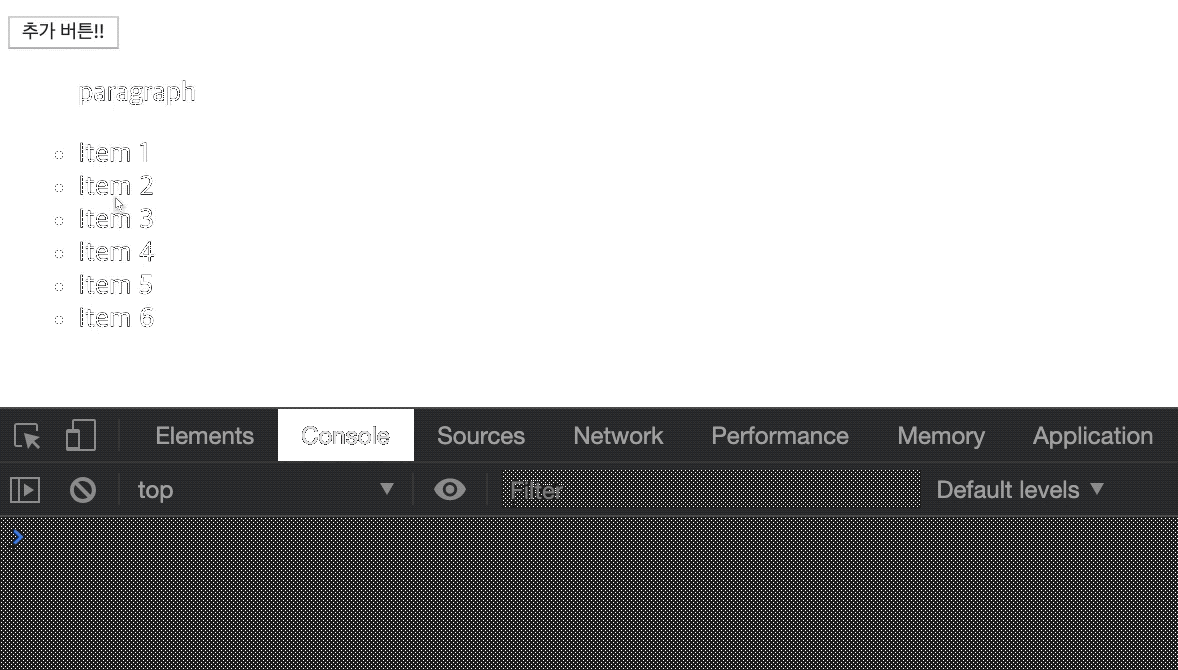 추가 버튼!!
paragraph
Item 1
Item 2
Item 3
Item 4
Item 5
Item 6
Elements Console Sources Network Performance Memory Application
top Filter Default levels